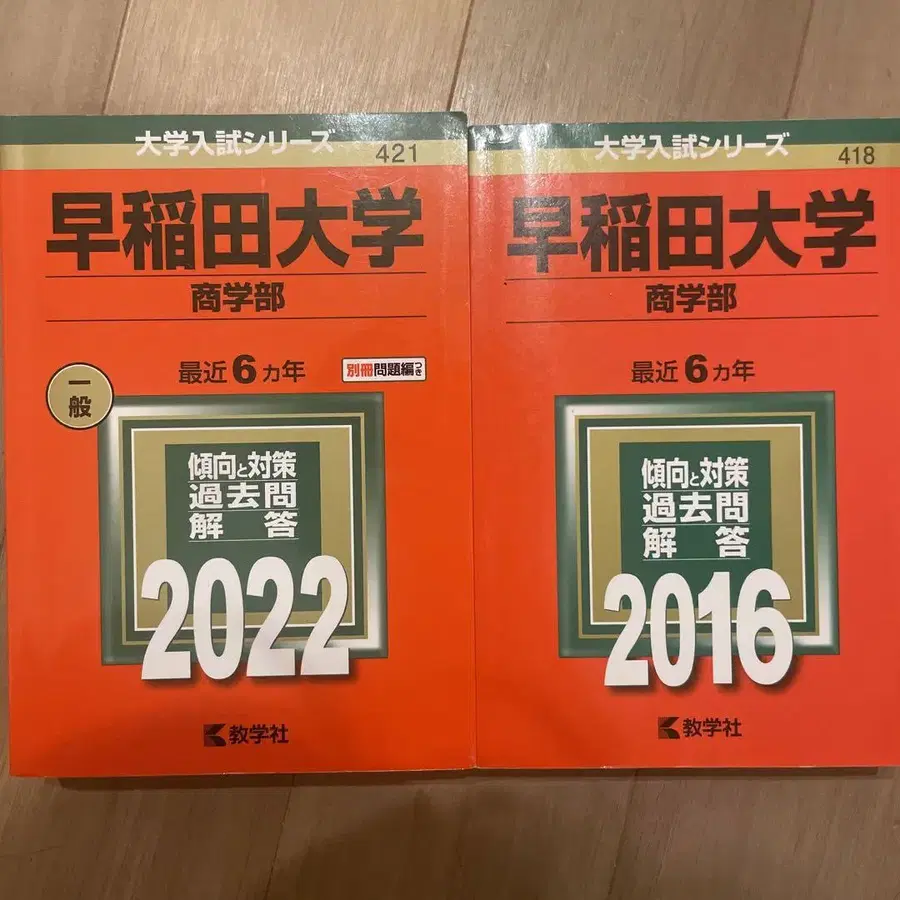 大学入試シリーズ
421
早稲田大学
商学部
最近6カ年
別冊問題編つき
一般
傾向と対策
過去問
解答
2022
教学社
大学入試シリーズ
418
早稲田大学
商学部
最近6カ年
傾向と対策
過去問
解答
2016
教学社